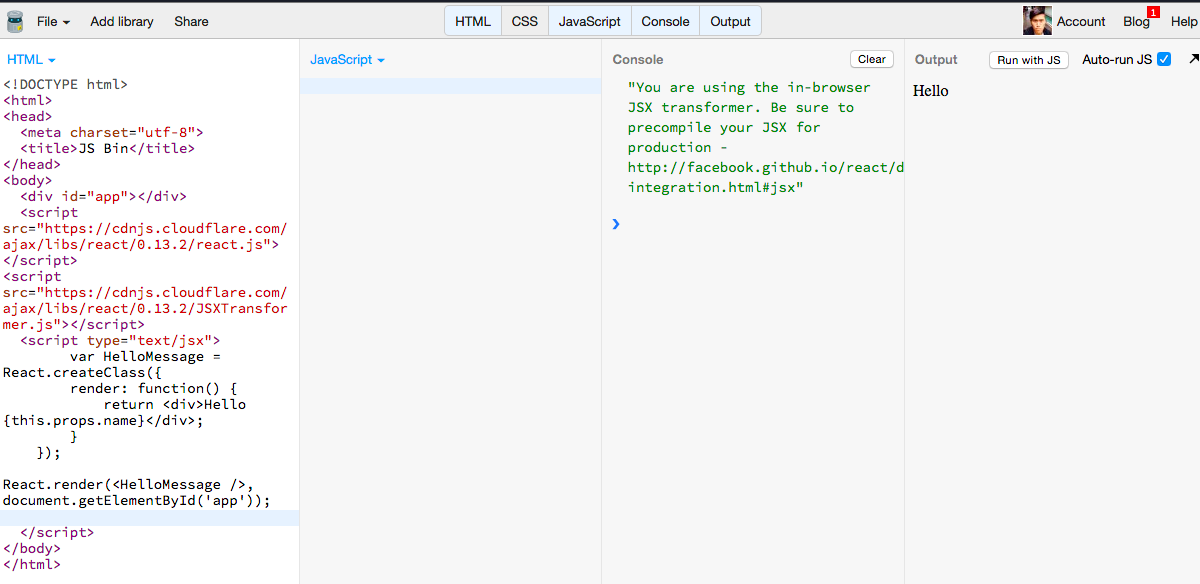 File Add library Share HTML CSS JavaScript Console Output Account Blog 1 Help
HTML
<!DOCTYPE html>
<html>
<head>
<meta charset="utf-8">
<title>JS Bin</title>
</head>
<body>
<div id="app"></div>
<script
src="https://cdnjs.cloudflare.com/
ajax/libs/react/0.13.2/react.js">
</script>
<script
src="https://cdnjs.cloudflare.com/
ajax/libs/react/0.13.2/JSXTransfor
mer.js"></script>
<script type="text/jsx">
var HelloMessage =
React.createClass({
render: function() {
return <div>Hello
{this.props.name}</div>;
}
});
React.render(<HelloMessage />,
document.getElementById('app'));
</script>
</body>
</html>
JavaScript
Console Clear
"You are using the in-browser
JSX transformer. Be sure to
precompile your JSX for
production -
http://facebook.github.io/react/d
integration.html#jsx"
Output Run with JS Auto-run JS
Hello